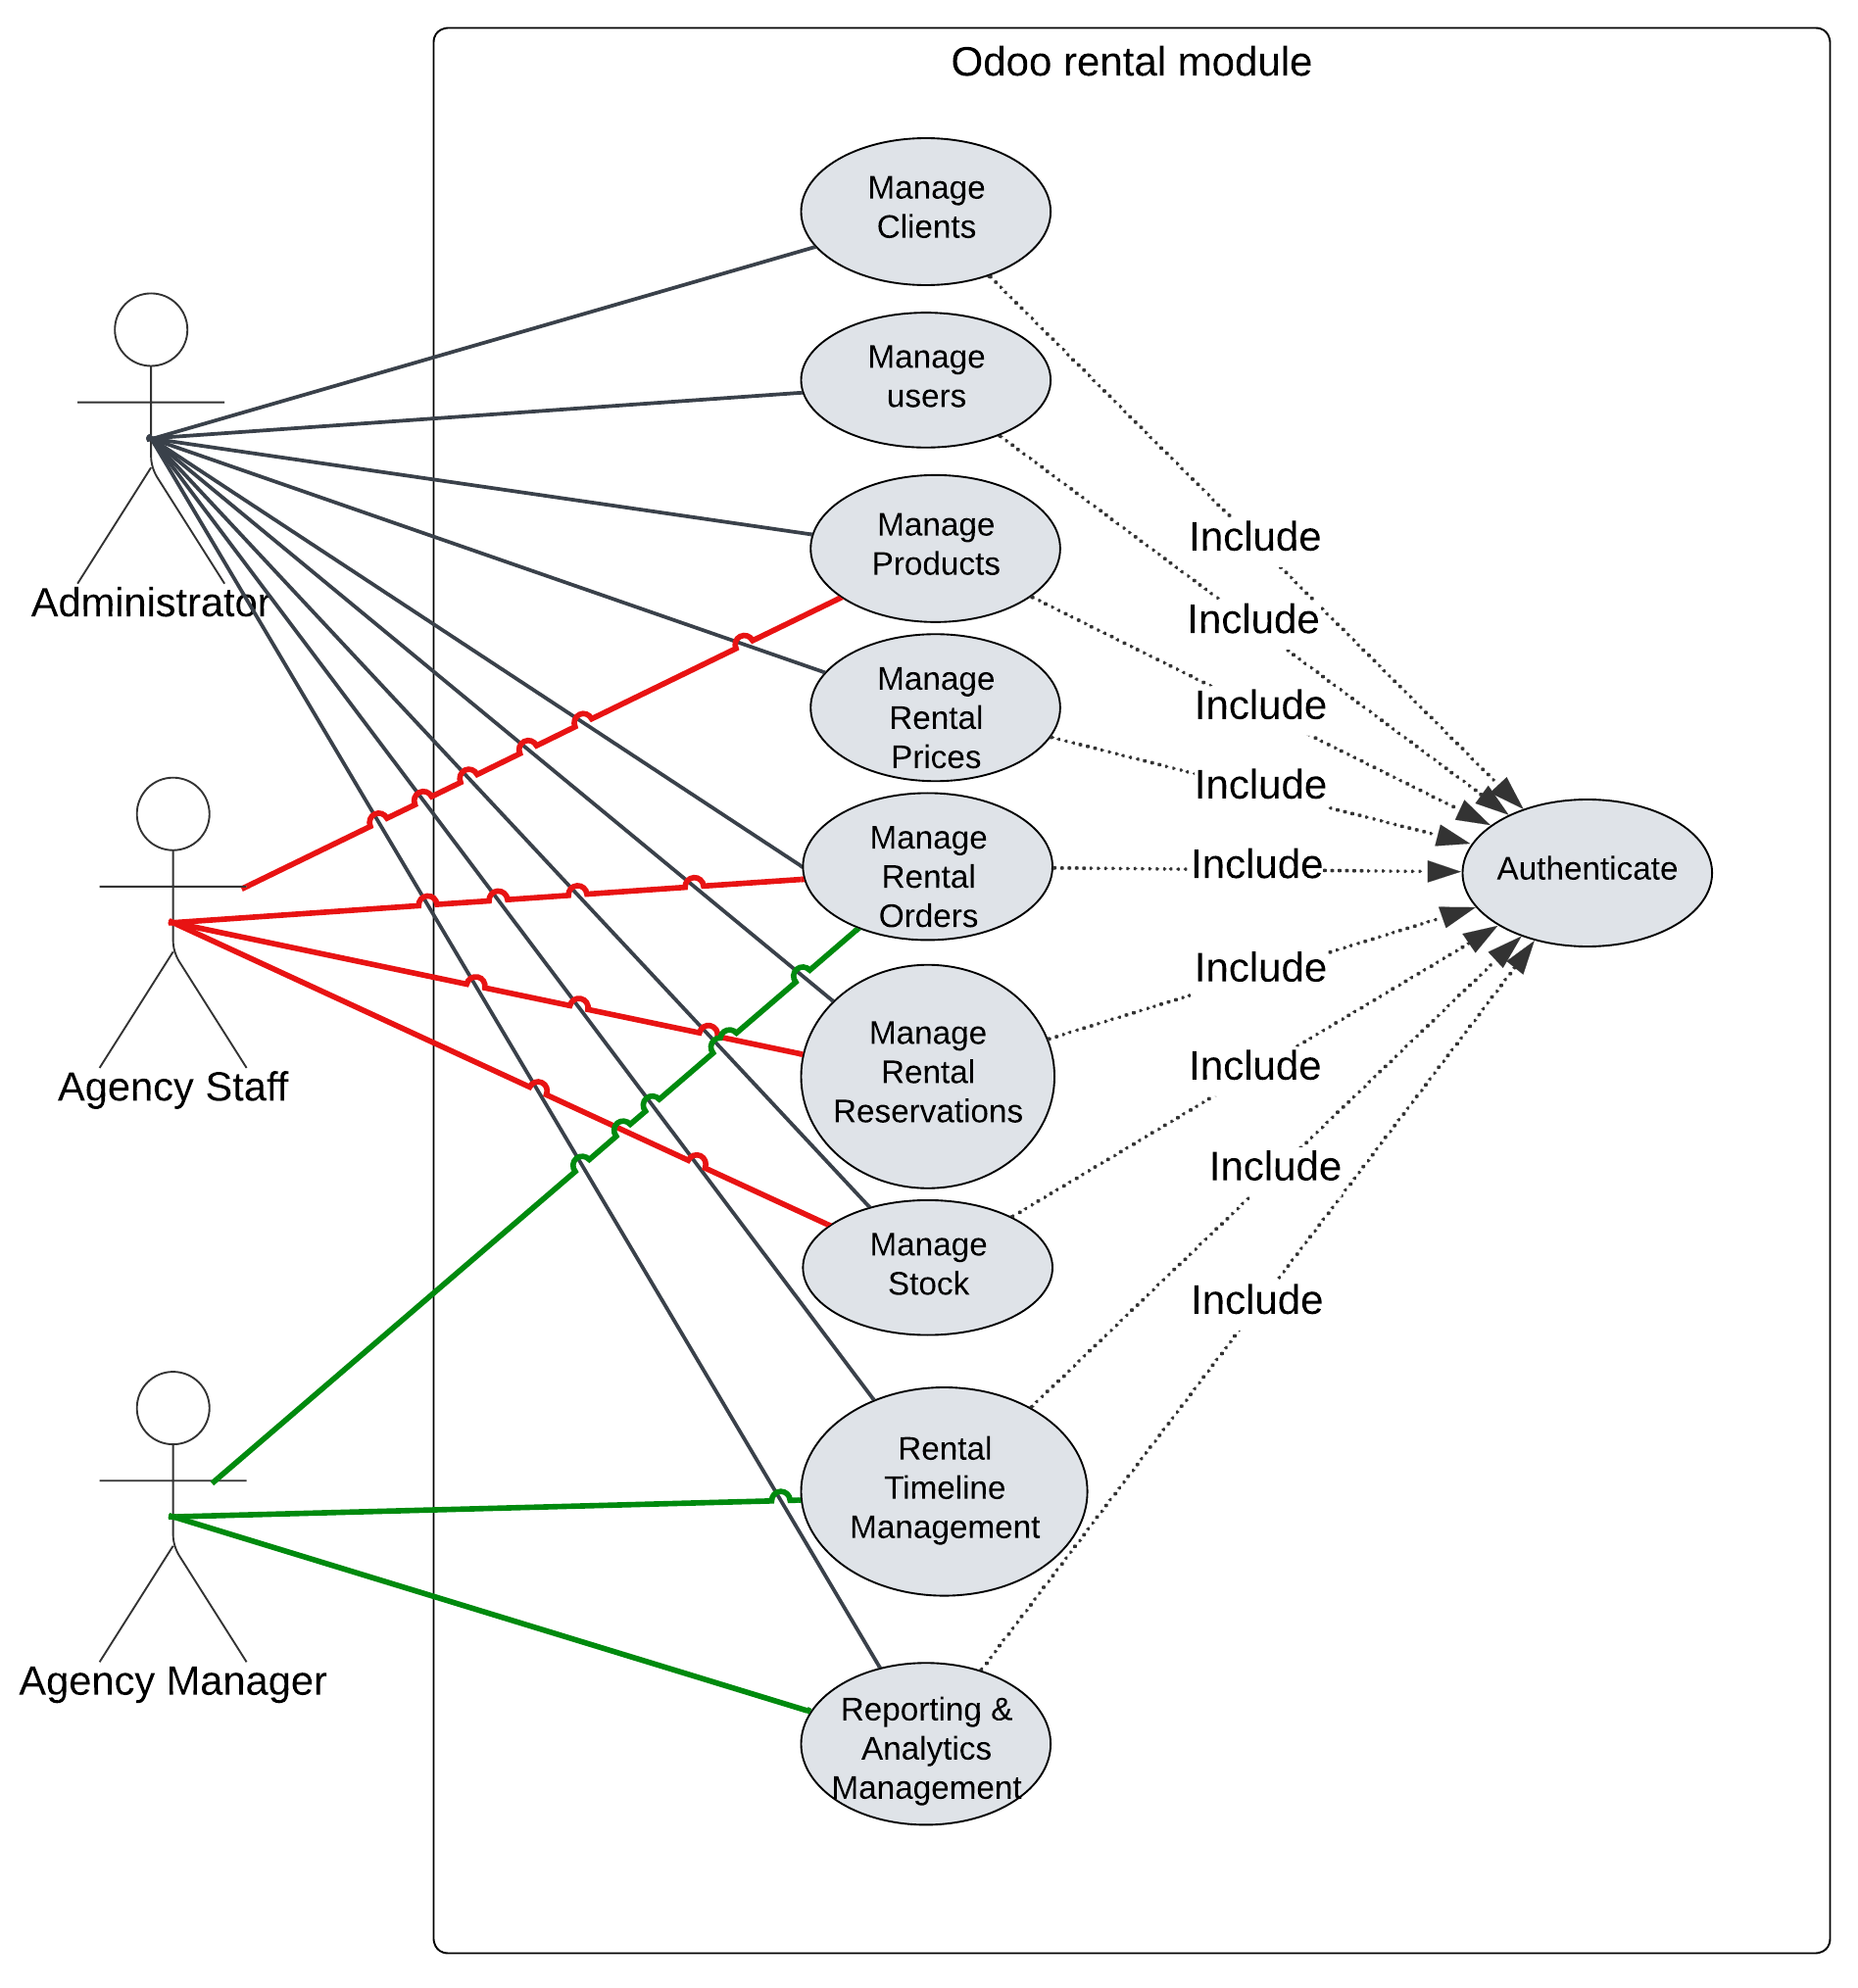 Odoo rental module
Manage
Clients
Manage
users
Manage
Products
Manage
Rental
Prices
Manage
Rental
Orders
Manage
Rental
Reservations
Manage
Stock
Rental
Timeline
Management
Reporting &
Analytics
Management
Administrator
Agency Staff
Agency Manager
Include
Include
Include
Include
Include
Include
Include
Include
Include
Authenticate